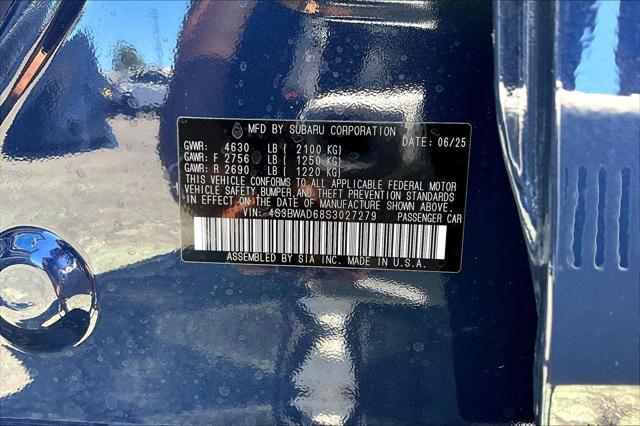 MFD BY SUBARU CORPORATION DATE: 06/25
GVWR: 4630 LB ( 2100 KG)
GAWR: F 2756 LB ( 1250 KG)
GAWR: R 2690 LB ( 1220 KG)
THIS VEHICLE CONFORMS TO ALL APPLICABLE FEDERAL MOTOR
VEHICLE SAFETY, BUMPER, AND THEFT PREVENTION STANDARDS
IN EFFECT ON THE DATE OF MANUFACTURE SHOWN ABOVE.
VIN: 4S3BWAD68S3027279 PASSENGER CAR
ASSEMBLED BY SIA INC. MADE IN U.S.A.